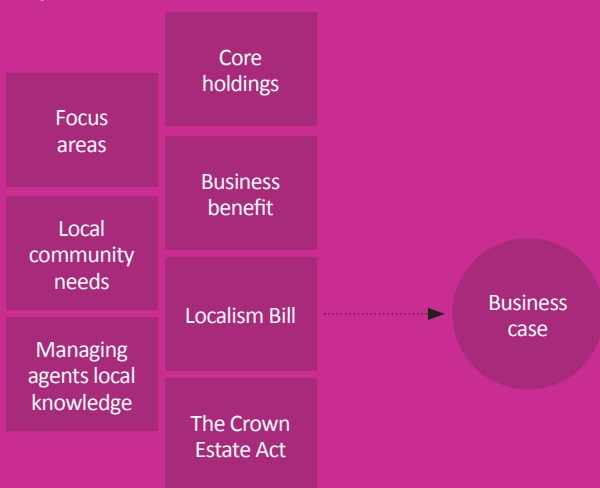 Focus
areas
Local
community
needs
Managing
agents local
knowledge
Core
holdings
Business
benefit
Localism Bill
The Crown
Estate Act
Business
case